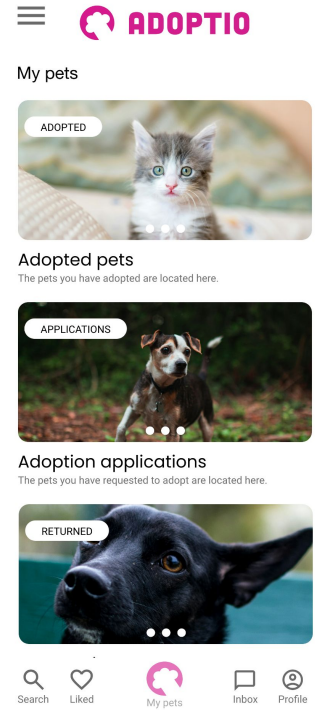 ADOPTIO
My pets
ADOPTED
Adopted pets
The pets you have adopted are located here.
APPLICATIONS
Adoption applications
The pets you have requested to adopt are located here.
RETURNED
Search
Liked
My pets
Inbox
Profile